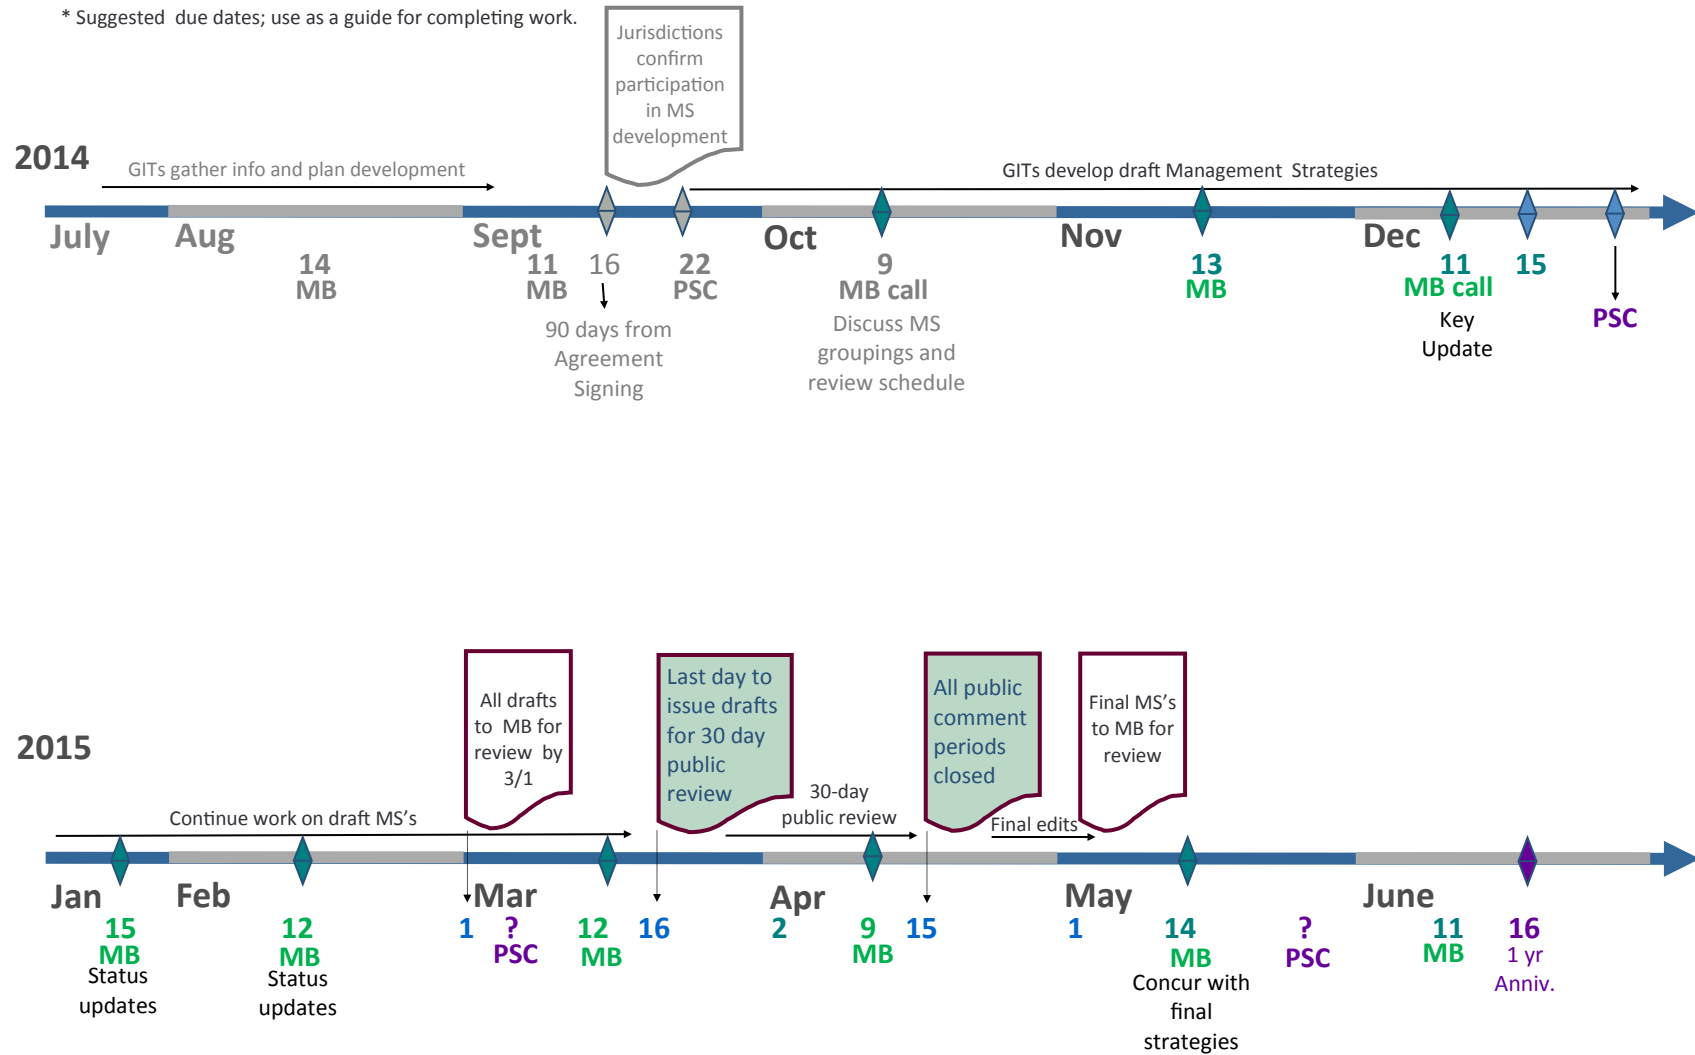 * Suggested due dates; use as a guide for completing work.
Jurisdictions
confirm
participation
in MS
development
2014
GITs gather info and plan development
GITs develop draft Management Strategies
July
Aug
Sept
Oct
Nov
Dec
14
MB
11
MB
16
90 days from
Agreement
Signing
22
PSC
9
MB call
Discuss MS
groupings and
review schedule
13
MB
11
MB call
Key
Update
15
PSC
2015
All drafts
to MB for
review by
3/1
Last day to
issue drafts
for 30 day
public
review
All public
comment
periods
closed
Final MS's
to MB for
review
Continue work on draft MS's
30-day
public review
Final edits
Jan
Feb
Mar
Apr
May
June
15
MB
Status
updates
12
MB
Status
updates
1
?
PSC
12
MB
16
2
9
MB
15
1
14
MB
Concur with
final
strategies
?
PSC
11
MB
16
1 yr
Anniv.